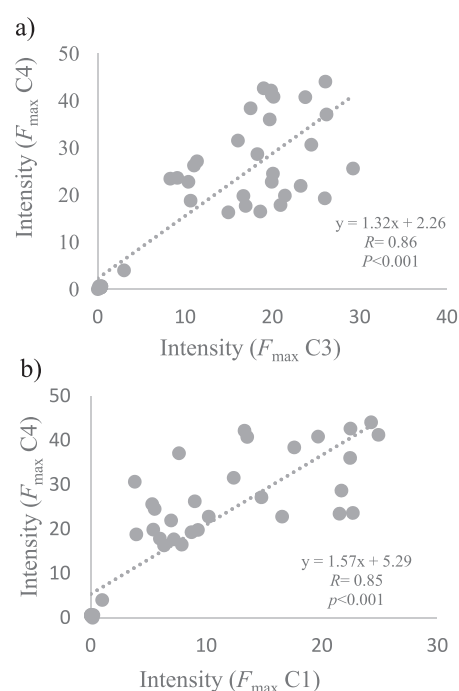 a)
50
40
30
20
10
0
Intensity (Fmax C4)
y = 1.32x + 2.26
R= 0.86
P<0.001
0 10 20 30 40
Intensity (Fmax C3)
b)
50
40
30
20
10
0
Intensity (Fmax C4)
y = 1.57x + 5.29
R= 0.85
p<0.001
0 10 20 30
Intensity (Fmax C1)